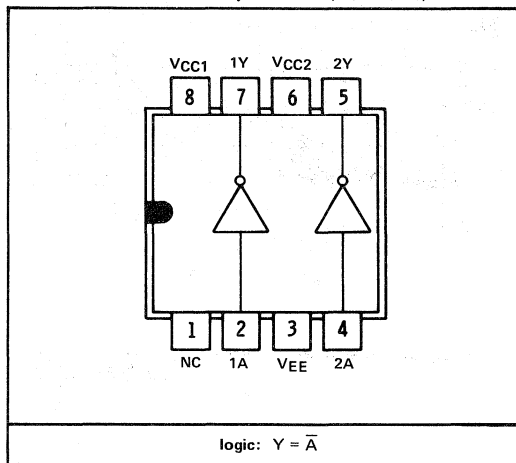 VCC1 1Y VCC2 2Y
8 7 6 5
1 2 3 4
NC 1A VEE 2A
logic: Y = A̅